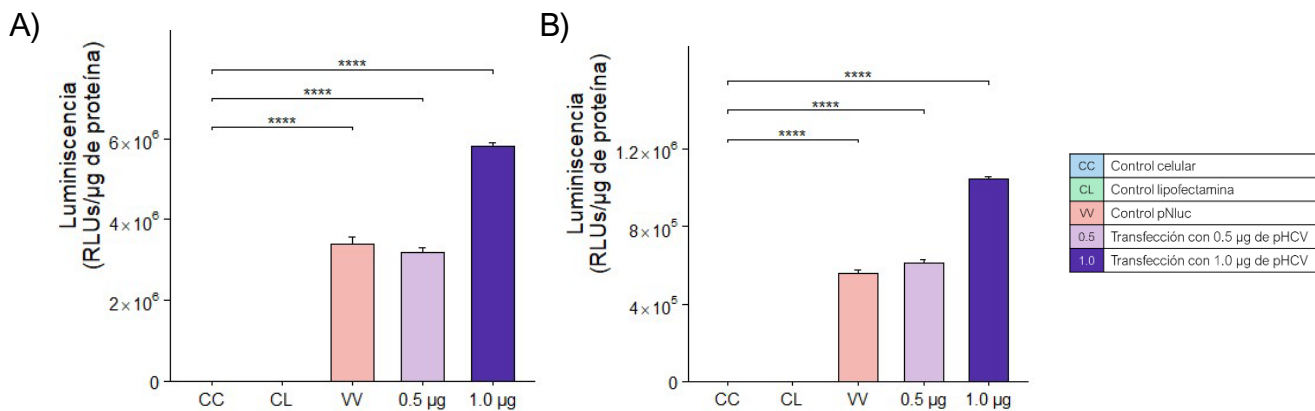 A)
Luminiscencia
(RLUs/µg de proteína)
6×10⁶
4×10⁶
2×10⁶
0
****
****
****
CC CL VV 0.5 µg 1.0 µg
B)
Luminiscencia
(RLUs/µg de proteína)
1.2×10⁶
8×10⁵
4×10⁵
0
****
****
****
CC CL VV 0.5 µg 1.0 µg
CC Control celular
CL Control lipofectamina
VV Control pNluc
0.5 Transfección con 0.5 µg de pHCV
1.0 Transfección con 1.0 µg de pHCV